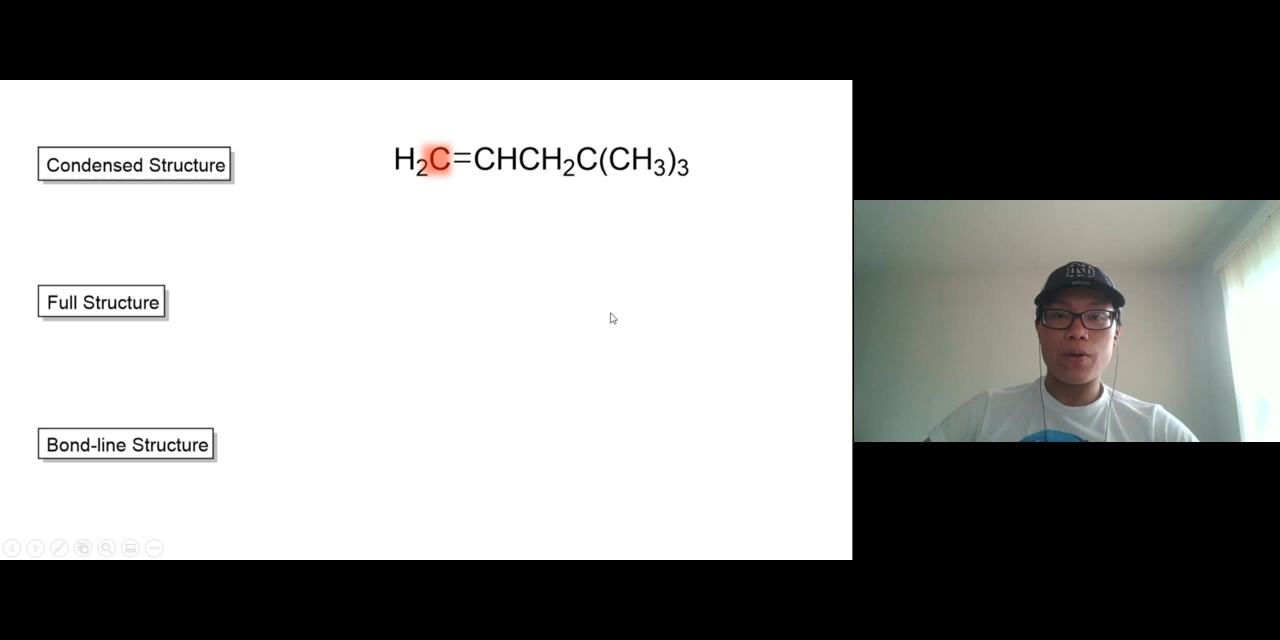 Condensed Structure
H₂C=CHCH₂C(CH₃)₃
Full Structure
Bond-line Structure